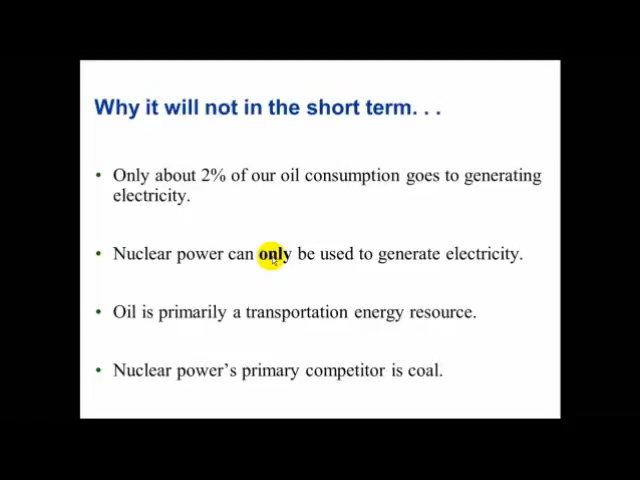 Why it will not in the short term. . .
• Only about 2% of our oil consumption goes to generating
electricity.
• Nuclear power can only be used to generate electricity.
• Oil is primarily a transportation energy resource.
• Nuclear power’s primary competitor is coal.